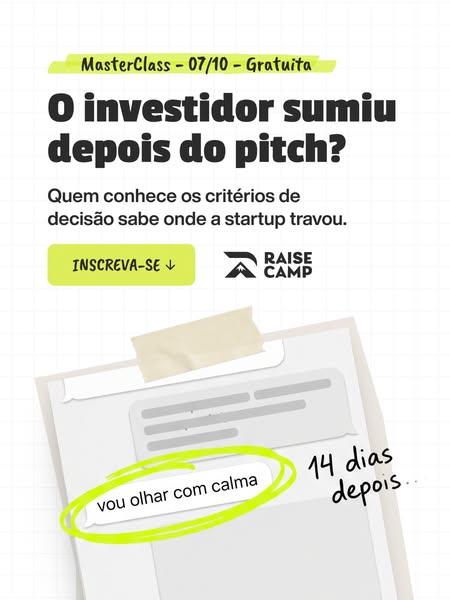 MasterClass - 07/10 - Gratuita
O investidor sumiu
depois do pitch?
Quem conhece os critérios de
decisão sabe onde a startup travou.
INSCREVA-SE ↓
RAISE
CAMP
vou olhar com calma
14 dias
depois..